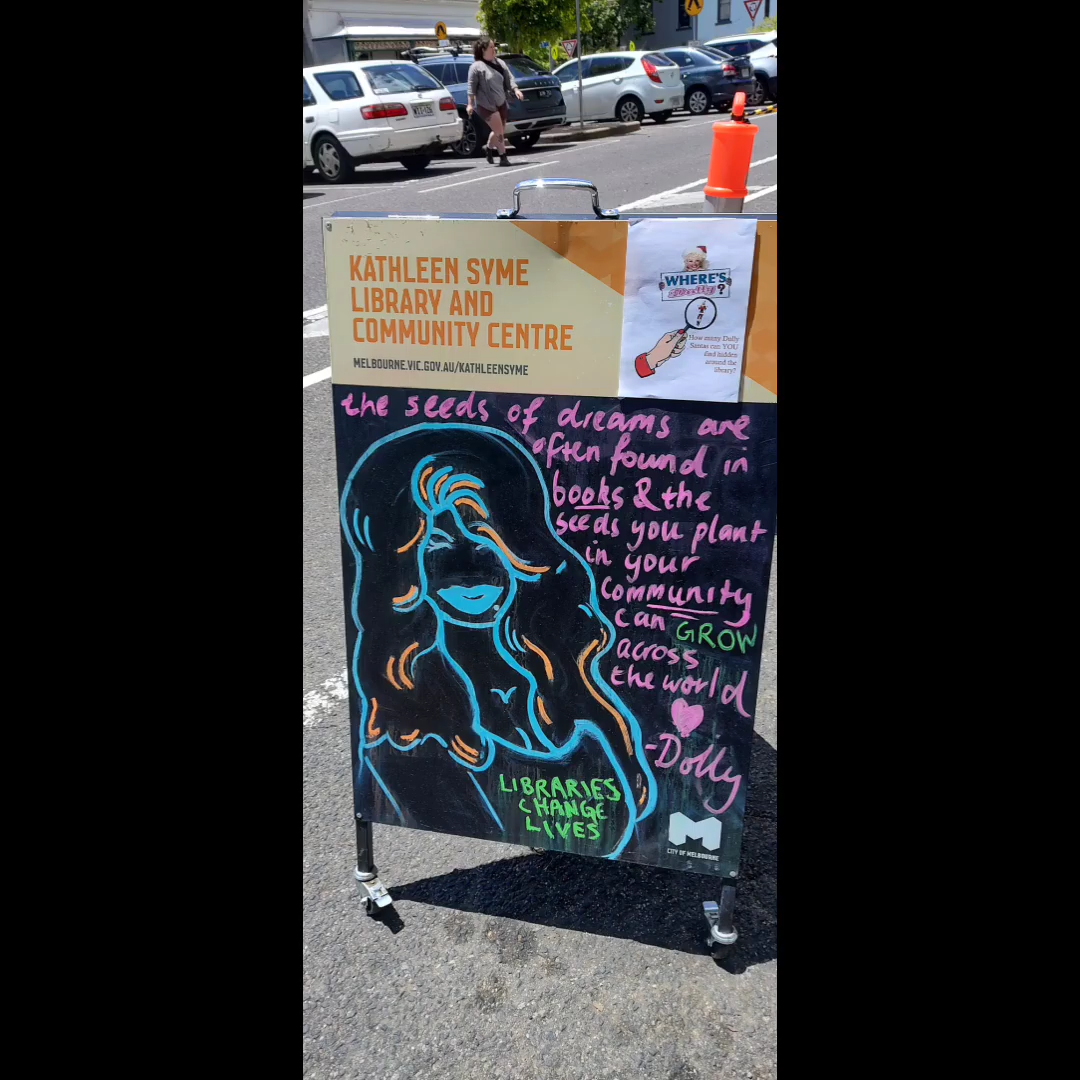 KATHLEEN SYME
LIBRARY AND
COMMUNITY CENTRE
MELBOURNE.VIC.GOV.AU/KATHLEENSYME
WHERE'S
Dolly?
How many Dolly
Santas can YOU
find hidden
around the
library?
the seeds of dreams are
often found in
books & the
seeds you plant
in your
community
can GROW
across
the world
-Dolly
LIBRARIES
CHANGE
LIVES
CITY OF MELBOURNE